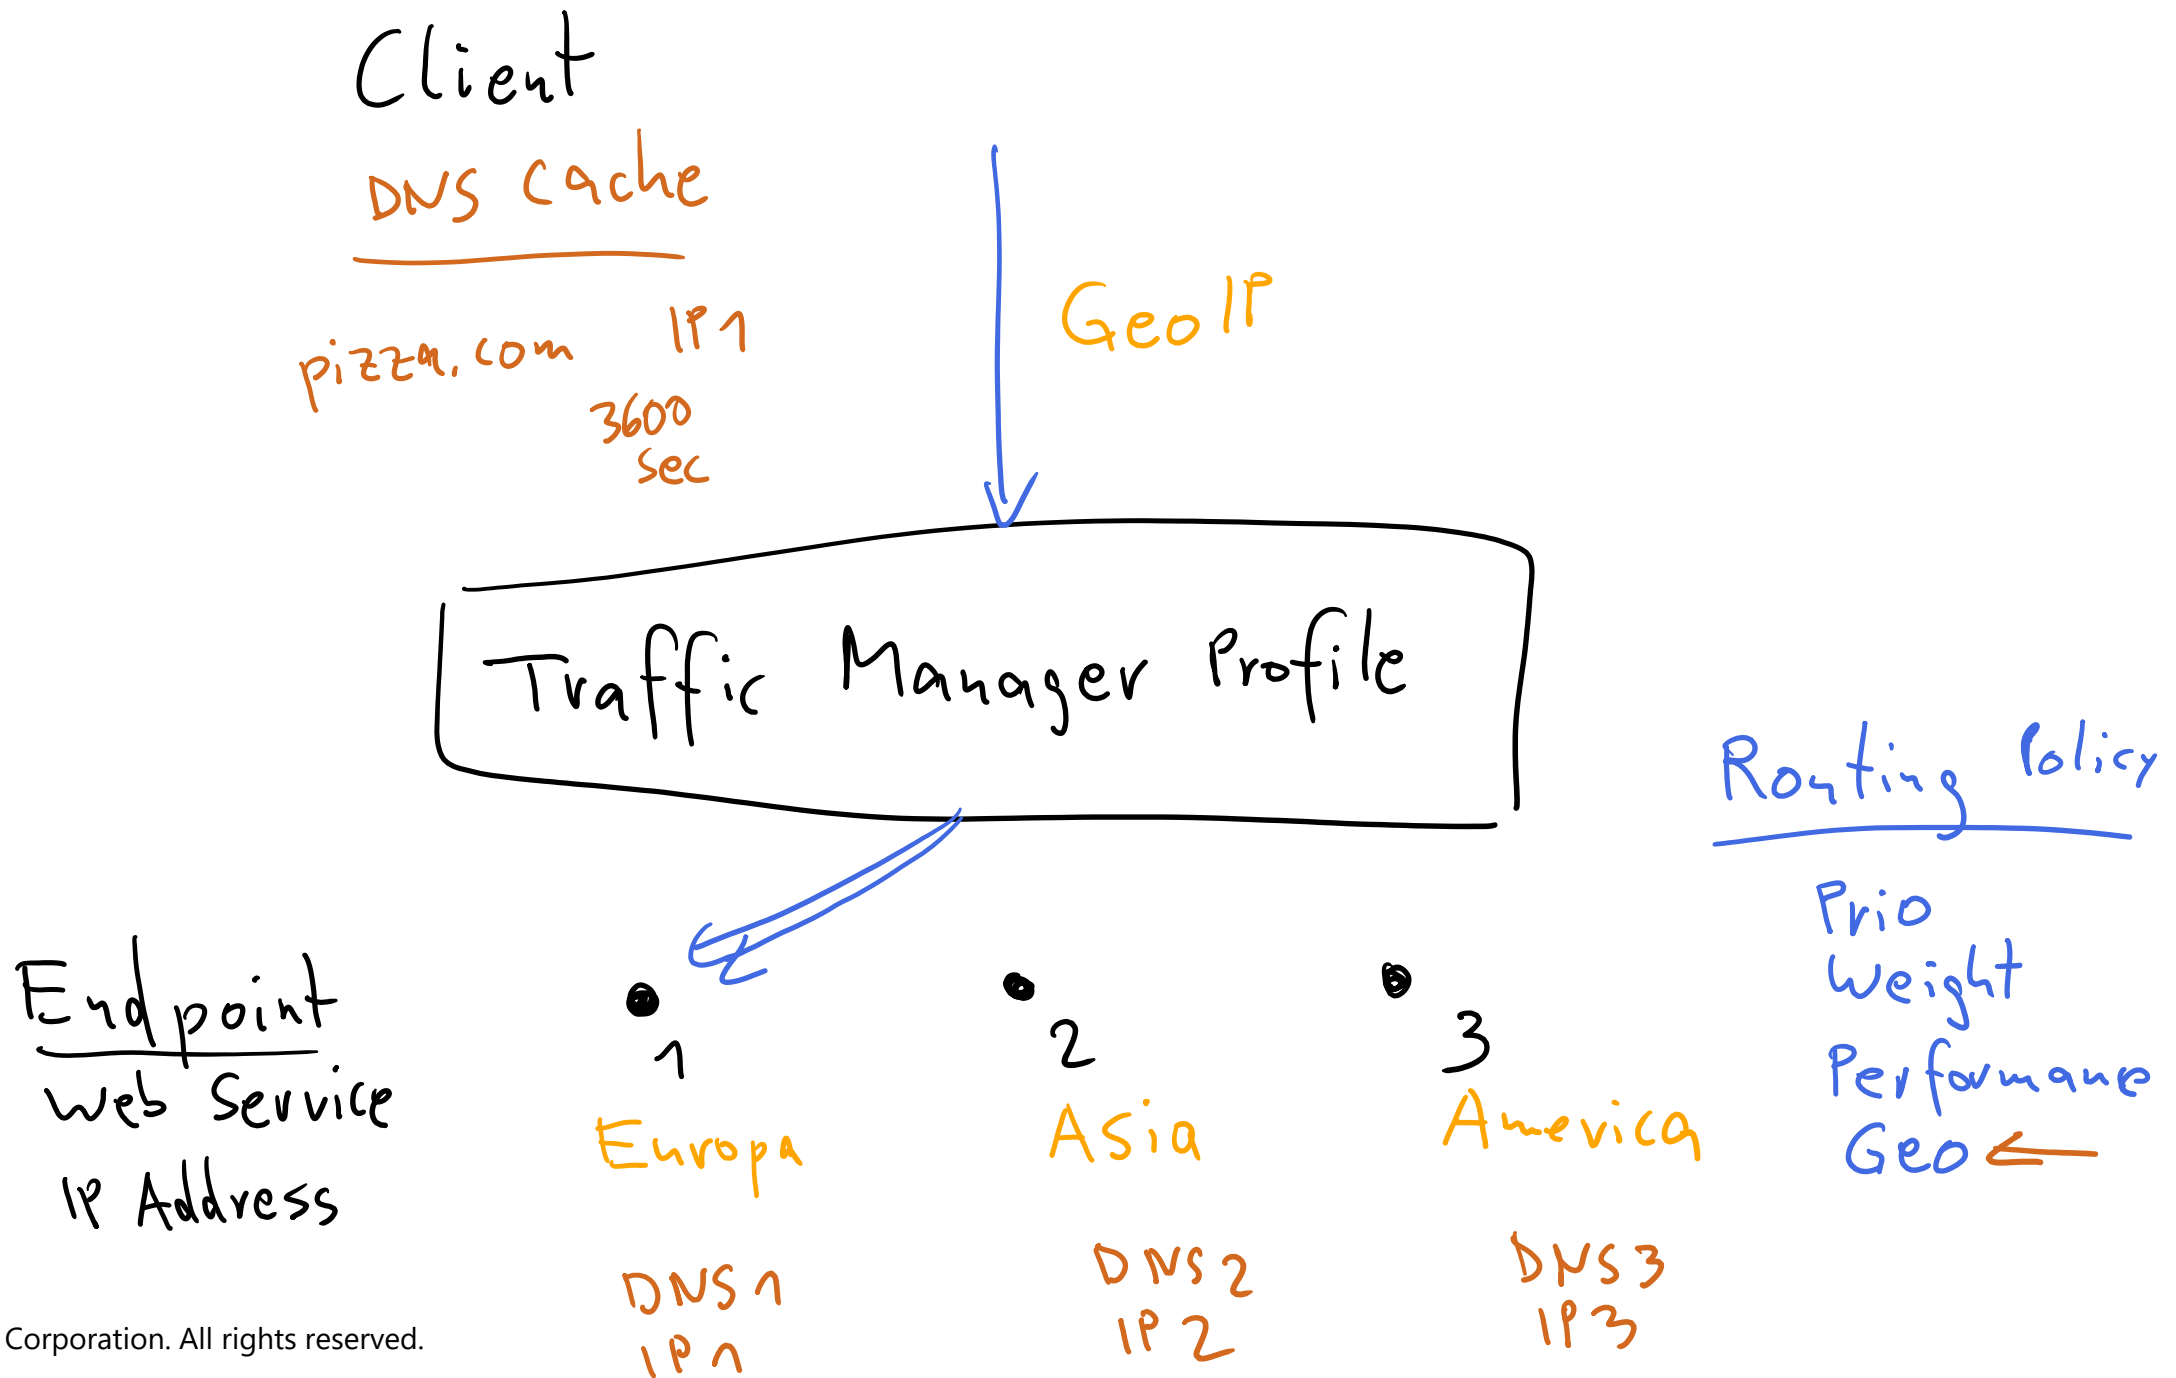 Client
DNS Cache
pizza.com IP1
3600
sec
GeoIP
Traffic Manager Profile
Routing Policy
Prio
Weight
Performance
Geo
Endpoint
Web Service
IP Address
1 2 3
Europa Asia America
DNS1 DNS2 DNS3
IP1 IP2 IP3
Corporation. All rights reserved.